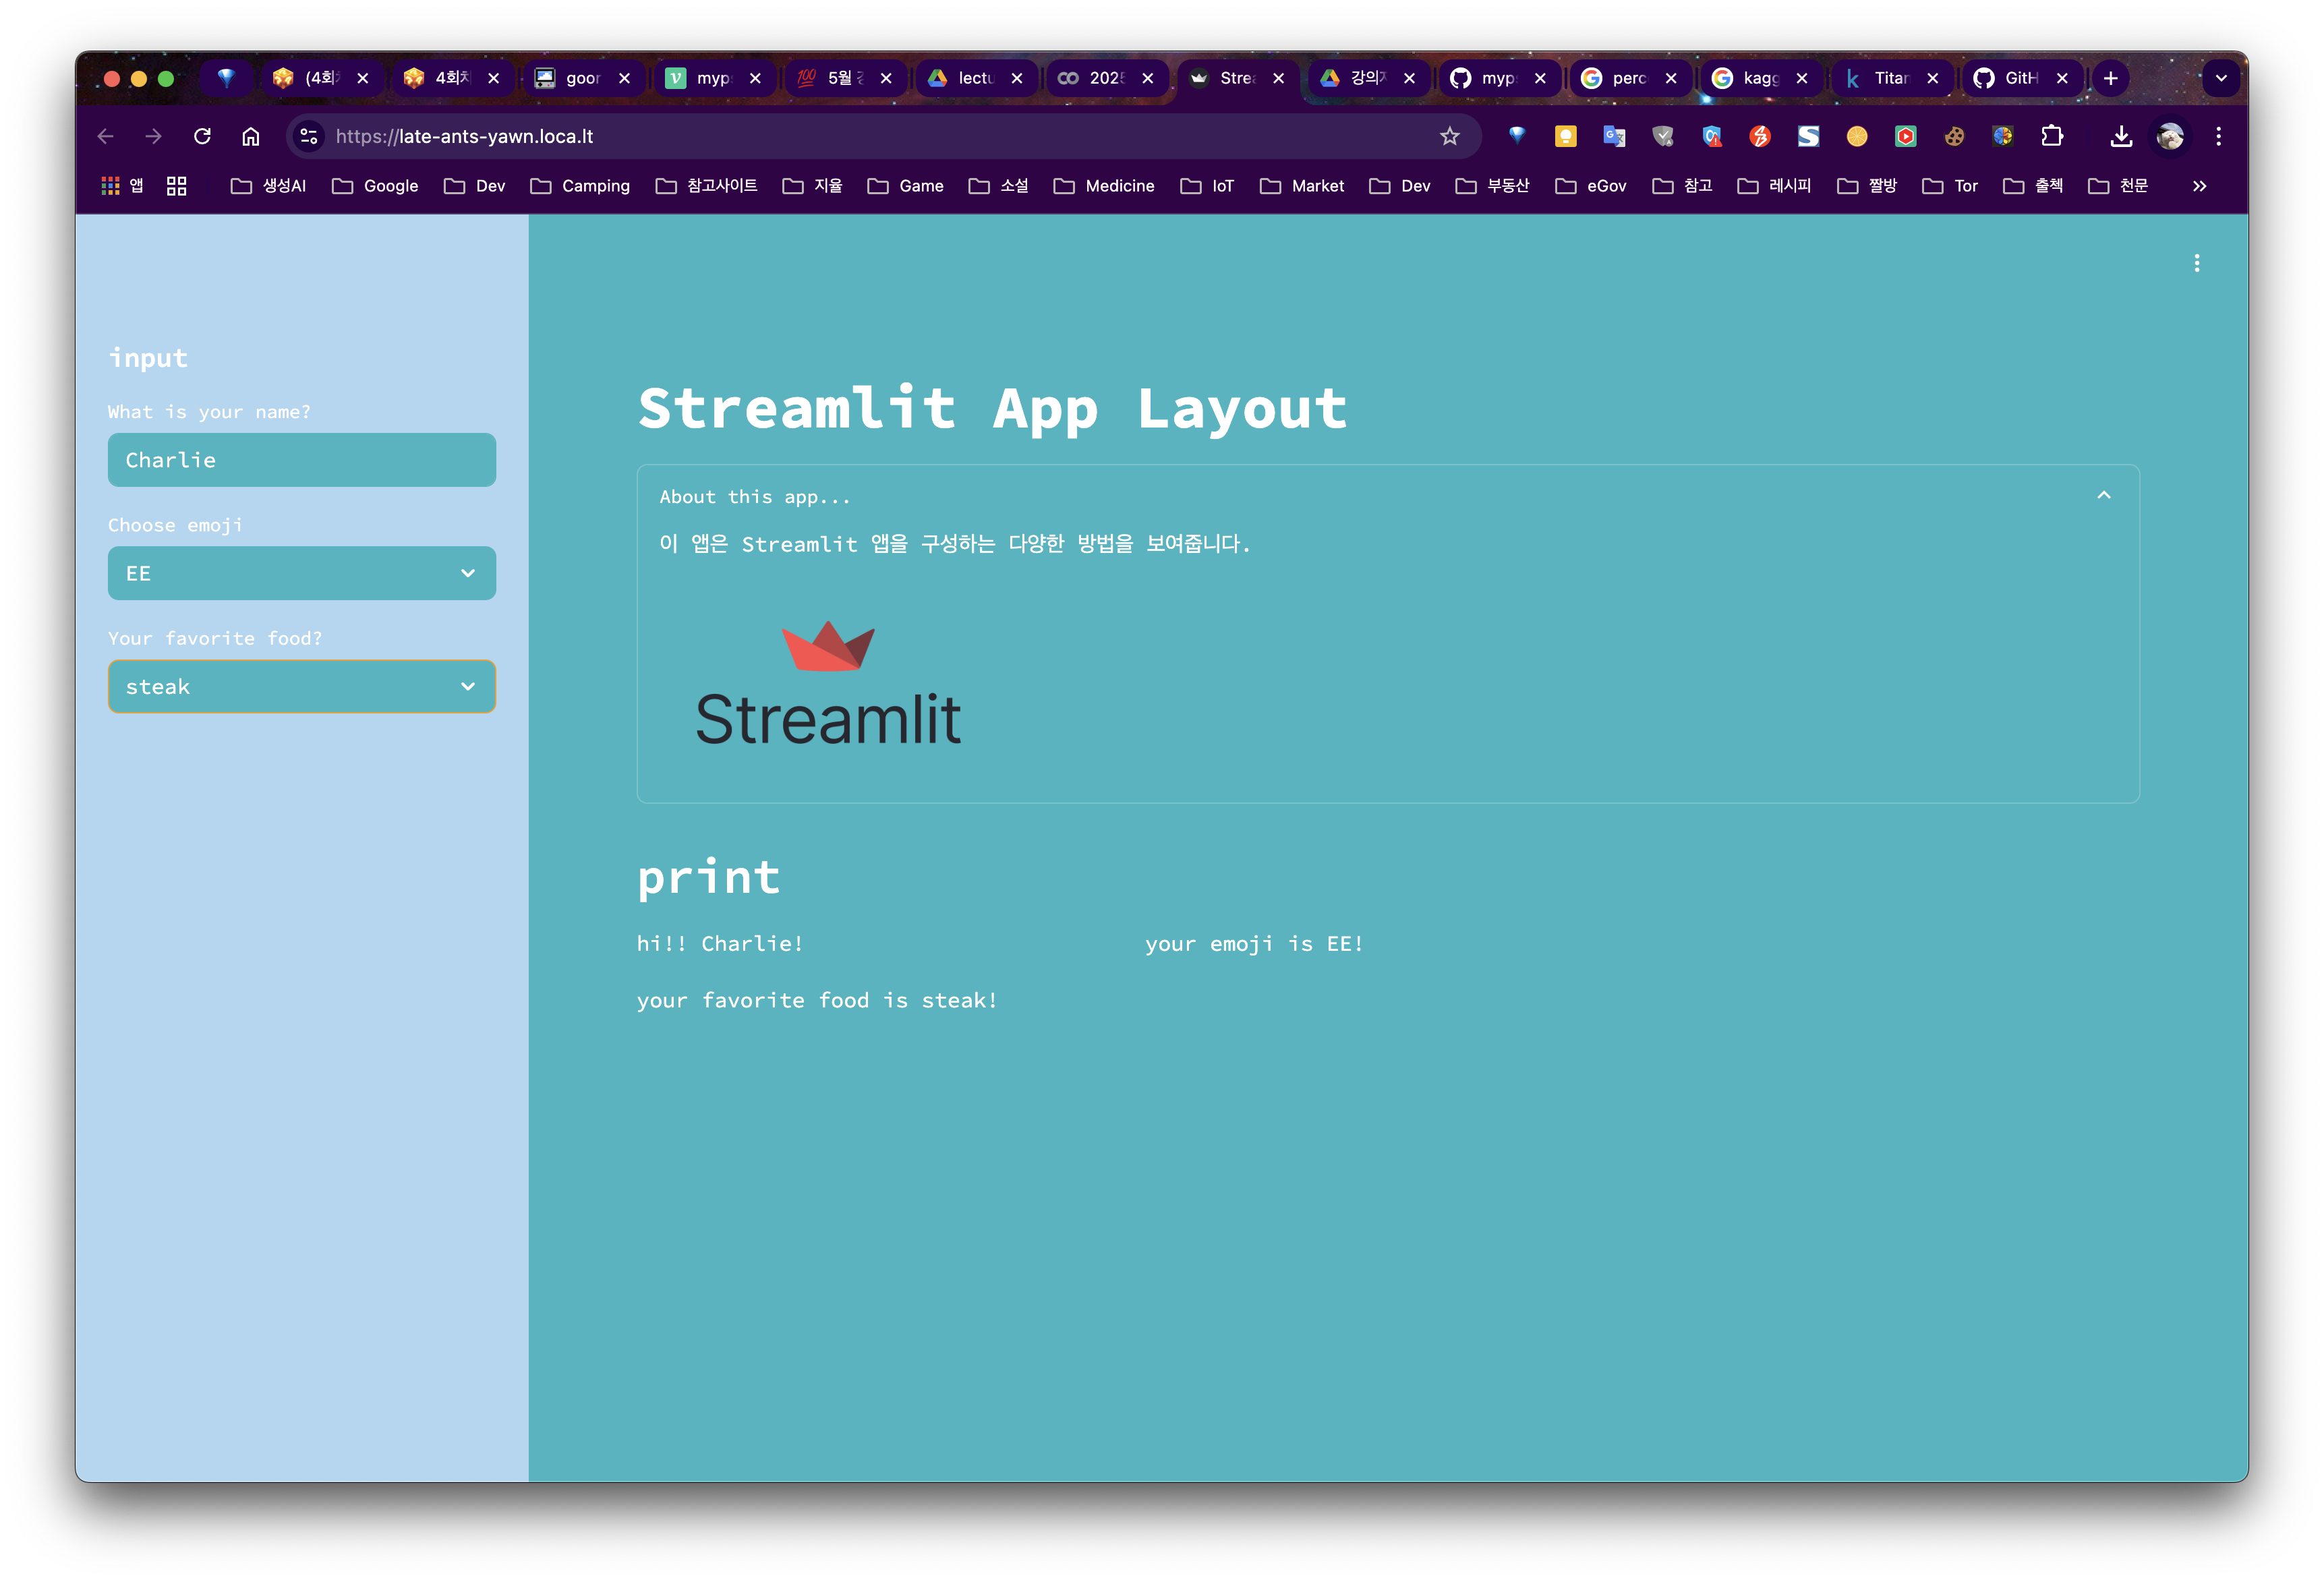 (4회차
4회차
goor
myp
100 5월
lectu
2025
Strea
강의
myp
perc
kagg
Titan
GitH
https://late-ants-yawn.loca.lt
앱
생성AI
Google
Dev
Camping
참고사이트
지율
Game
소설
Medicine
IoT
Market
Dev
부동산
eGov
참고
레시피
짤방
Tor
출첵
천문
input
What is your name?
Charlie
Choose emoji
EE
Your favorite food?
steak
Streamlit App Layout
About this app...
이 앱은 Streamlit 앱을 구성하는 다양한 방법을 보여줍니다.
Streamlit
print
hi!! Charlie!
your emoji is EE!
your favorite food is steak!